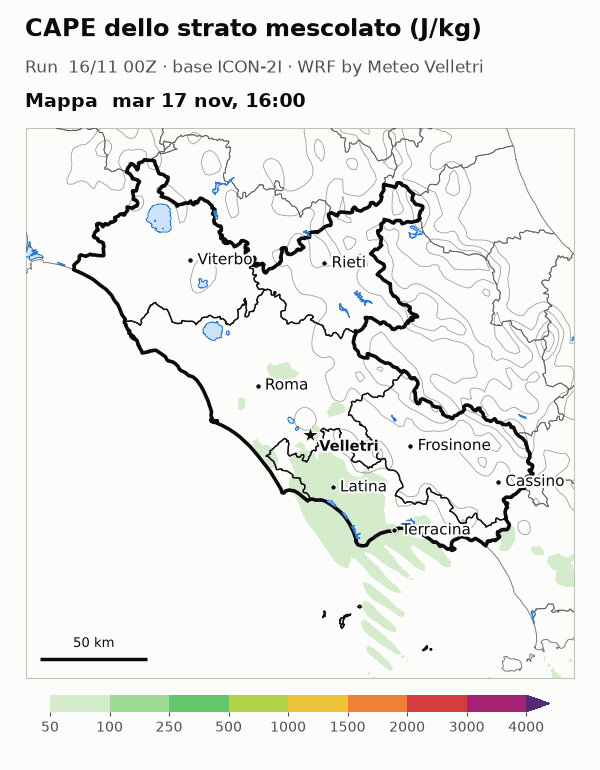 CAPE dello strato mescolato (J/kg)
Run  16/11 00Z · base ICON-2I · WRF by Meteo Velletri
Mappa  mar 17 nov, 16:00
Viterbo
Rieti
Roma
Velletri
Frosinone
Latina
Cassino
Terracina
50 km
50 100 250 500 1000 1500 2000 3000 4000